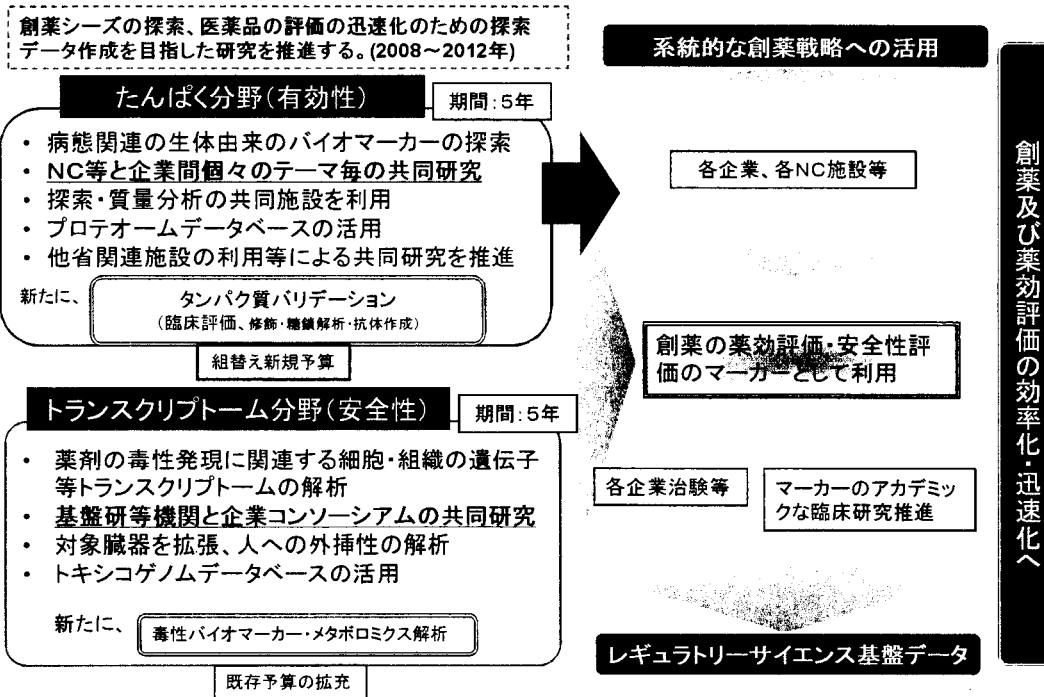 創薬シーズの探索、医薬品の評価の迅速化のための探索
データ作成を目指した研究を推進する。(2008～2012年)
たんぱく分野(有効性)
期間:5年
・ 病態関連の生体由来のバイオマーカーの探索
・ NC等と企業間個々のテーマ毎の共同研究
・ 探索・質量分析の共同施設を利用
・ プロテオームデータベースの活用
・ 他省関連施設の利用等による共同研究を推進
新たに、
タンパク質バリデーション
(臨床評価、修飾・糖鎖解析・抗体作成)
組替え新規予算
トランスクリプトーム分野(安全性)
期間:5年
・ 薬剤の毒性発現に関連する細胞・組織の遺伝子
等トランスクリプトームの解析
・ 基盤研等機関と企業コンソーシアムの共同研究
・ 対象臓器を拡張、人への外挿性の解析
・ トキシコゲノムデータベースの活用
新たに、
毒性バイオマーカー・メタボロミクス解析
既存予算の拡充
系統的な創薬戦略への活用
各企業、各NC施設等
創薬の薬効評価・安全性評
価のマーカーとして利用
各企業治験等
マーカーのアカデミッ
クな臨床研究推進
レギュラトリーサイエンス基盤データ
創薬及び薬効評価の効率化・迅速化へ